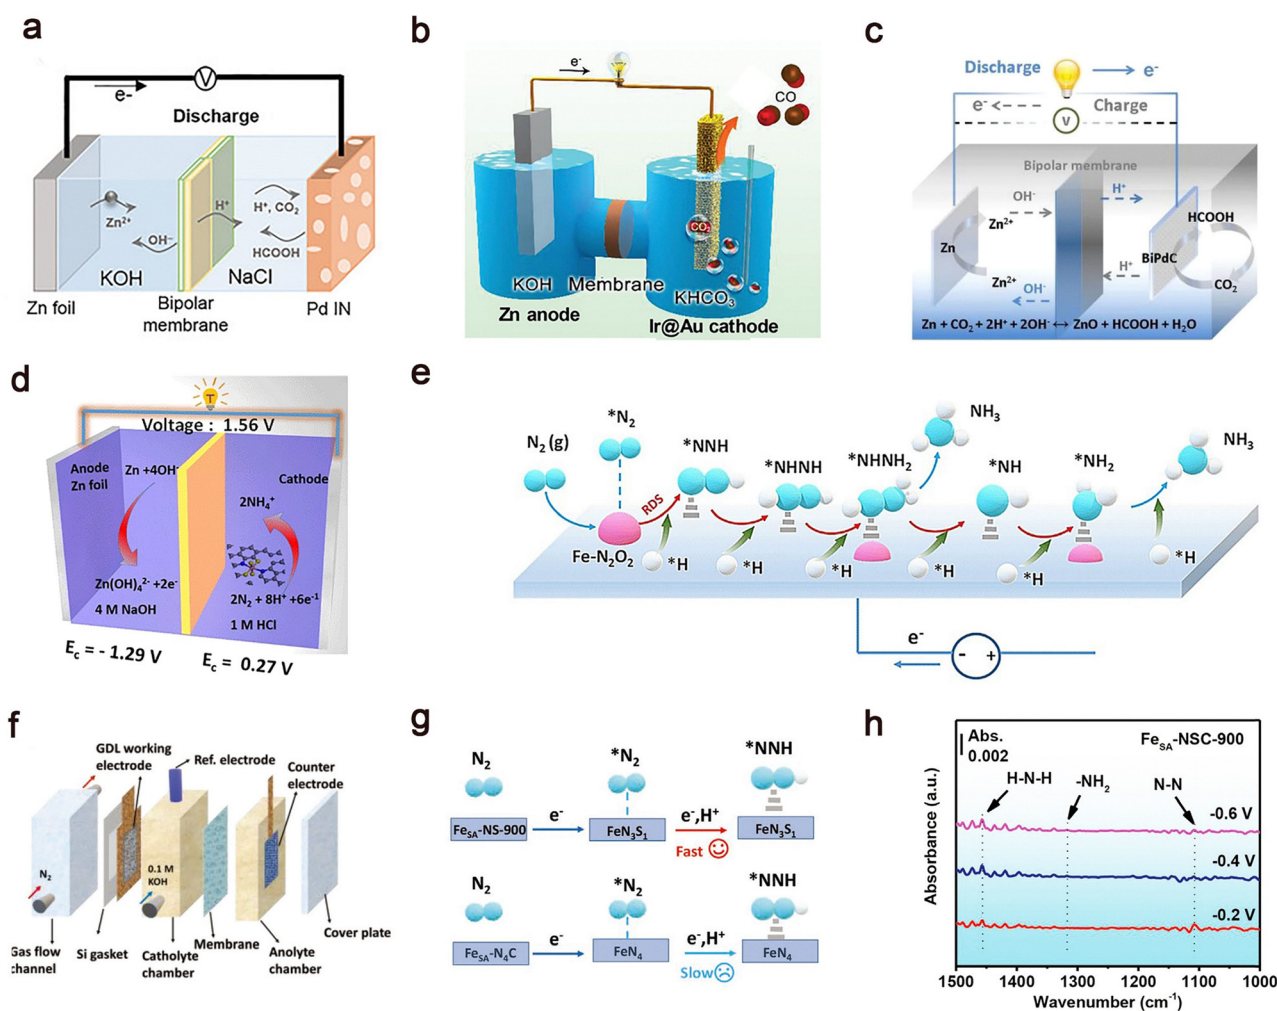 a
e-
V
Discharge
Zn²⁺
OH⁻
H⁺
H⁺, CO₂
HCOOH
KOH
NaCl
Zn foil
Bipolar
membrane
Pd IN
b
e⁻
CO
CO₂
KOH
Membrane
KHCO₃
Zn anode
Ir@Au cathode
c
Discharge
e⁻
e⁻
Charge
V
Bipolar membrane
OH⁻
H⁺
Zn²⁺
Zn
HCOOH
BiPdC
H⁺
CO₂
Zn²⁺
OH⁻
Zn + CO₂ + 2H⁺ + 2OH⁻ ↔ ZnO + HCOOH + H₂O
d
Voltage : 1.56 V
Anode
Zn foil
Zn +4OH⁻
Cathode
2NH₄⁺
Zn(OH)₄²⁻ +2e⁻
4 M NaOH
2N₂ + 8H⁺ +6e⁻¹
1 M HCl
E_c = - 1.29 V
E_c = 0.27 V
e
N₂ (g)
*N₂
*NNH
*NHNH
*NHNH₂
NH₃
*NH
*NH₂
NH₃
RDS
Fe-N₂O₂
*H
*H
*H
*H
*H
*H
e⁻
- +
f
GDL working
electrode
Ref. electrode
Counter
electrode
N₂
0.1 M
KOH
Gas flow
channel
Si gasket
Catholyte
chamber
Membrane
Anolyte
chamber
Cover plate
g
N₂
*N₂
*NNH
Fe_SA-NS-900
e⁻
FeN₃S₁
e⁻,H⁺
Fast
FeN₃S₁
N₂
*N₂
*NNH
Fe_SA-N₄C
e⁻
FeN₄
e⁻,H⁺
Slow
FeN₄
h
Abs.
0.002
Fe_SA-NSC-900
H-N-H
-NH₂
N-N
-0.6 V
-0.4 V
-0.2 V
Absorbance (a.u.)
1500 1400 1300 1200 1100 1000
Wavenumber (cm⁻¹)